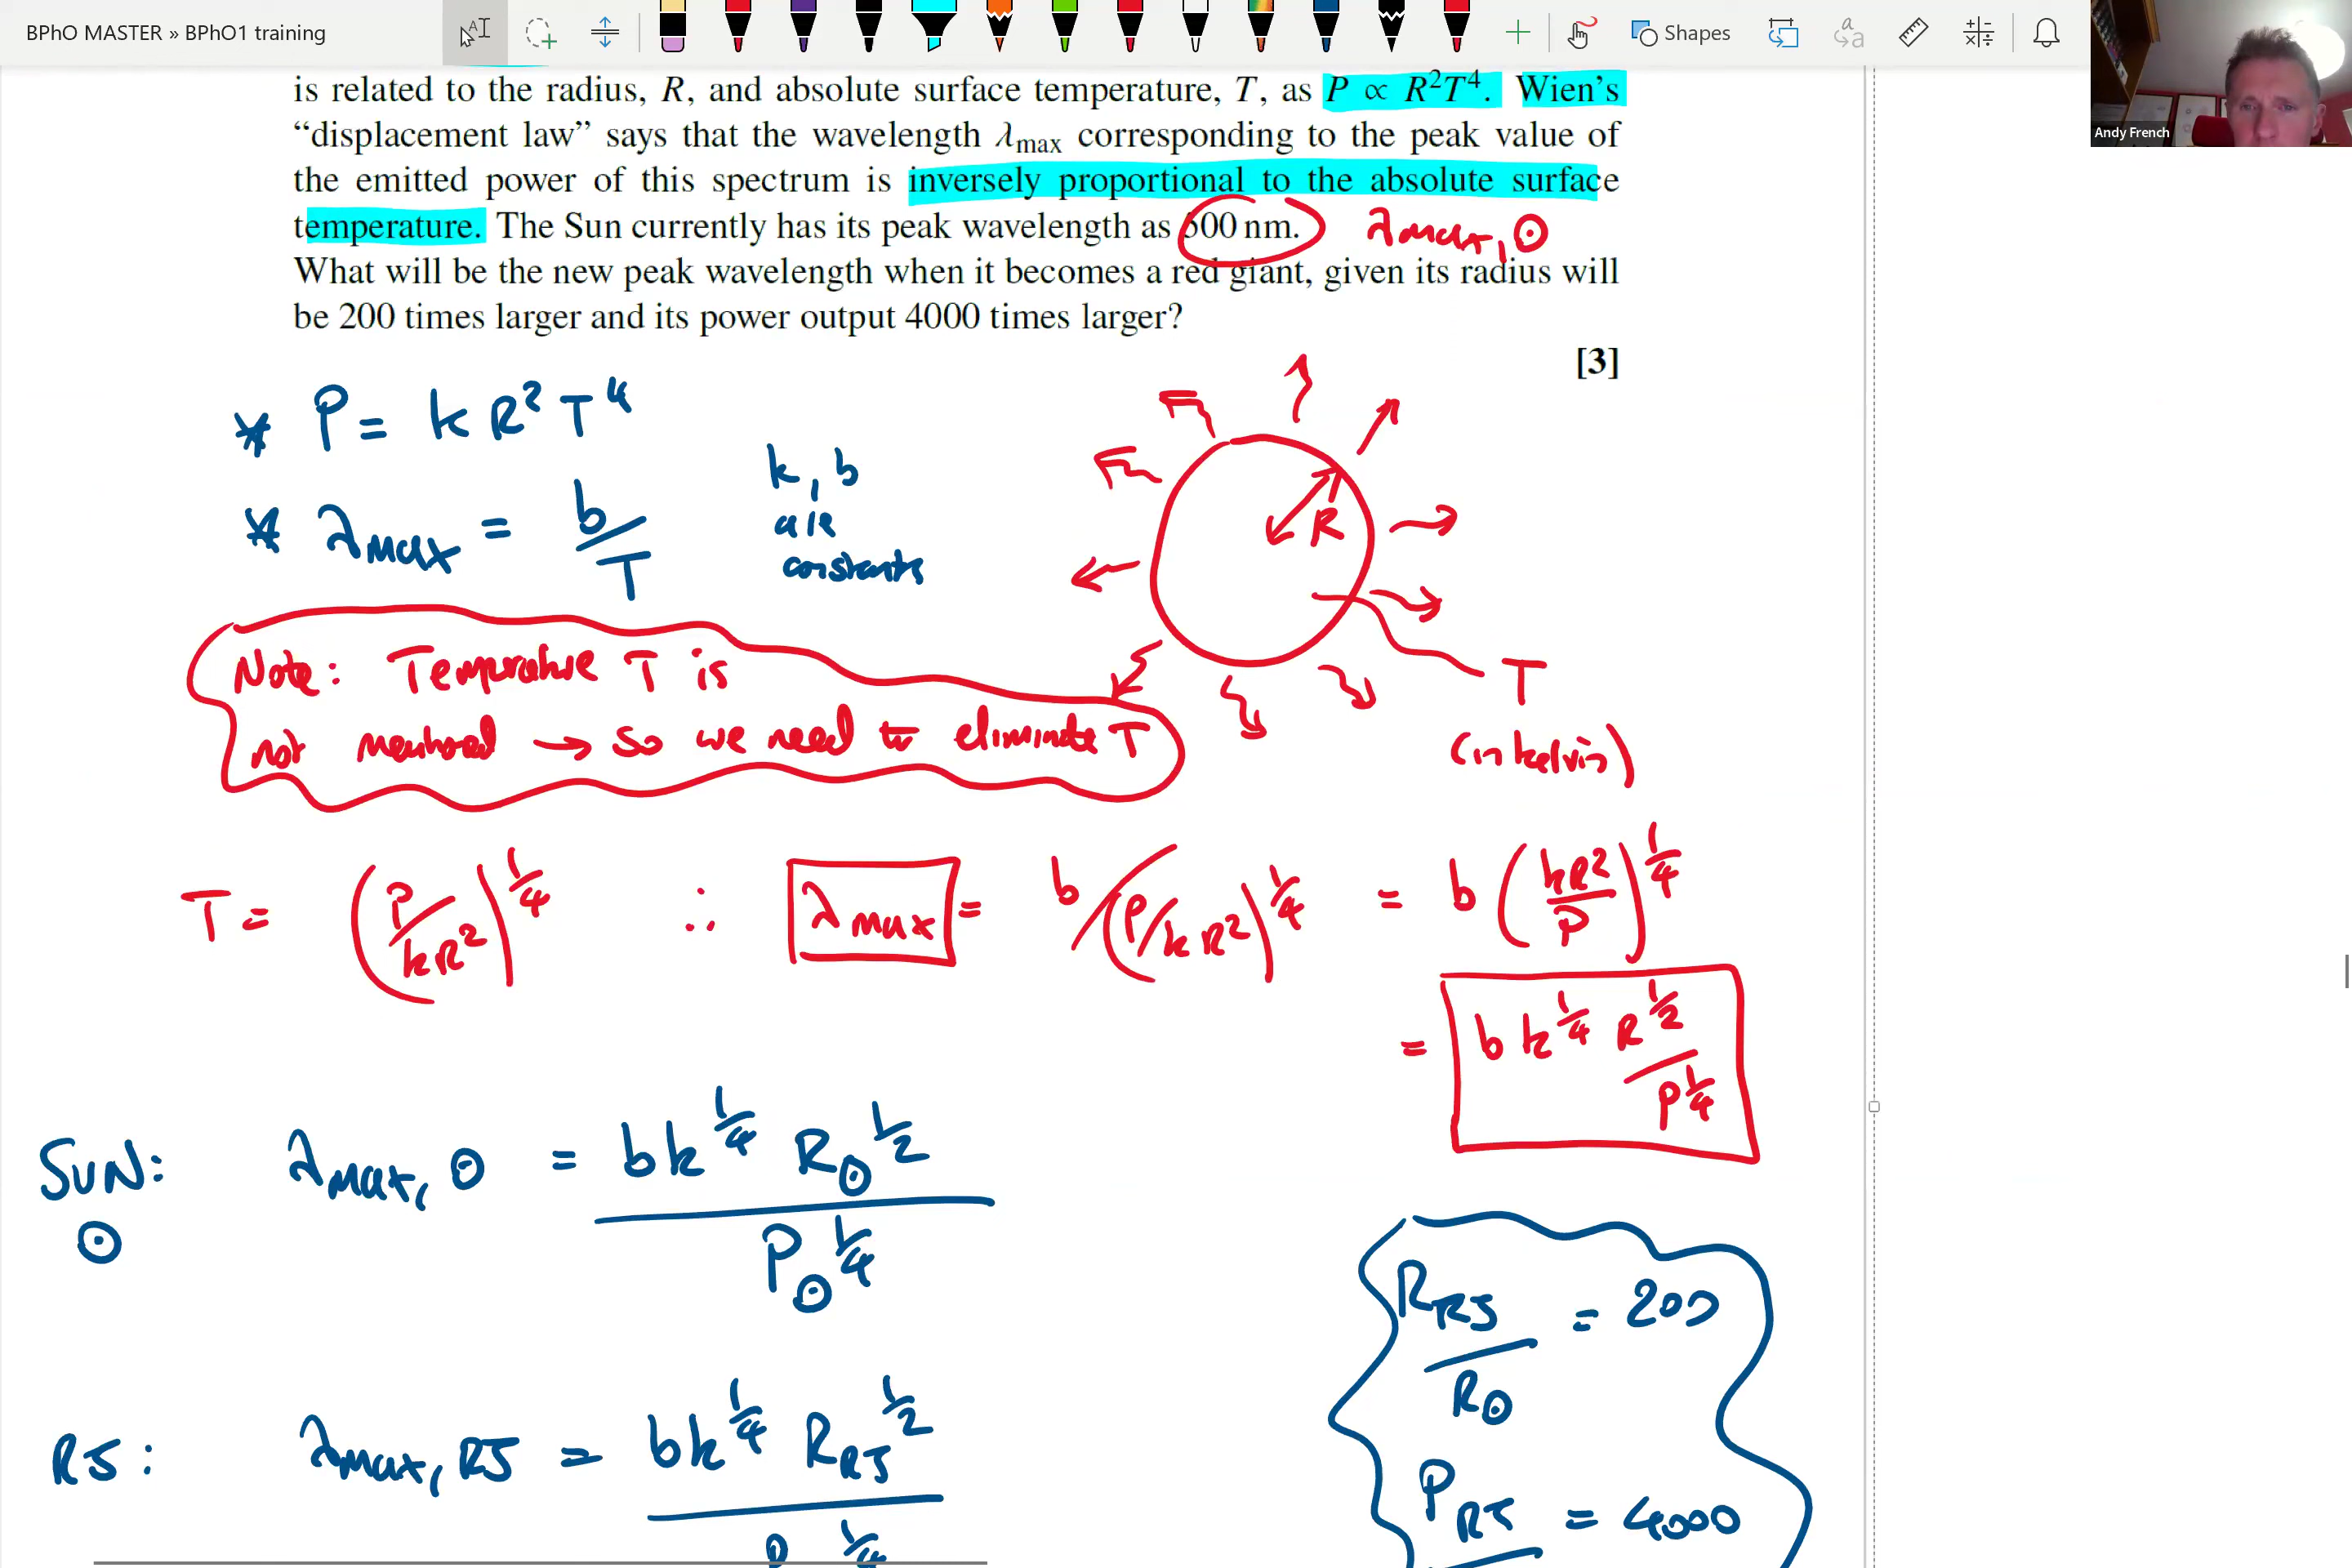 BPhO MASTER » BPhO1 training
Shapes
Andy French
is related to the radius, R, and absolute surface temperature, T, as P ∝ R²T⁴. Wien's
“displacement law” says that the wavelength λmax corresponding to the peak value of
the emitted power of this spectrum is inversely proportional to the absolute surface
temperature. The Sun currently has its peak wavelength as 500 nm. λmax, ⊙
What will be the new peak wavelength when it becomes a red giant, given its radius will
be 200 times larger and its power output 4000 times larger?
[3]
* P = k R² T⁴
* λmax = b/T
k, b
are
constants
R
T
(in kelvin)
Note: Temperature T is
not mentioned → so we need to eliminate T
T = (P/kR²)^1/4 ∴ λmax = b/(P/kR²)^1/4 = b (kR²/P)^1/4
= b k^1/4 R^1/2 / P^1/4
SUN: λmax, ⊙ = b k^1/4 R⊙^1/2 / P⊙^1/4
⊙
R_RG / R⊙ = 200
RG: λmax, RG = b k^1/4 R_RG^1/2 / P^1/4
P_RG = 4000